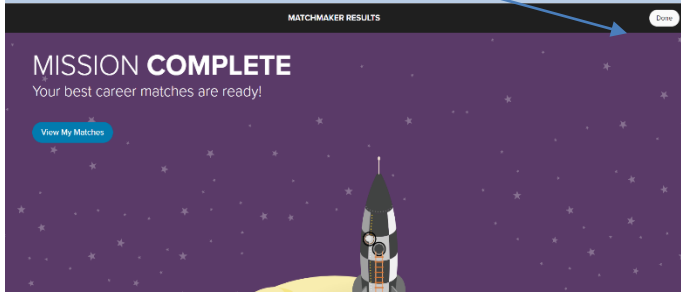 MATCHMAKER RESULTS
Done
MISSION COMPLETE
Your best career matches are ready!
View My Matches